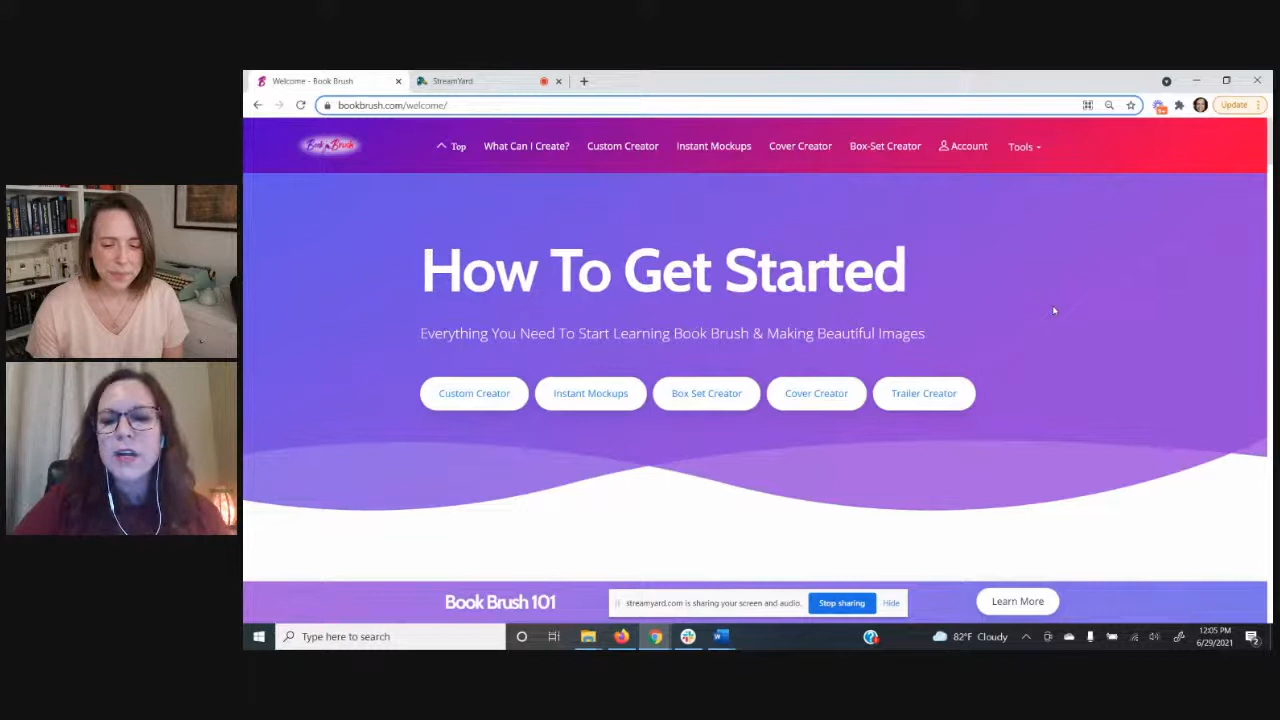 Welcome - Book Brush
StreamYard
bookbrush.com/welcome/
Update
Book Brush
Top
What Can I Create?
Custom Creator
Instant Mockups
Cover Creator
Box-Set Creator
Account
Tools
How To Get Started
Everything You Need To Start Learning Book Brush & Making Beautiful Images
Custom Creator
Instant Mockups
Box Set Creator
Cover Creator
Trailer Creator
Book Brush 101
streamyard.com is sharing your screen and audio.
Stop sharing
Hide
Learn More
Type here to search
82°F Cloudy
12:05 PM
6/29/2021
2